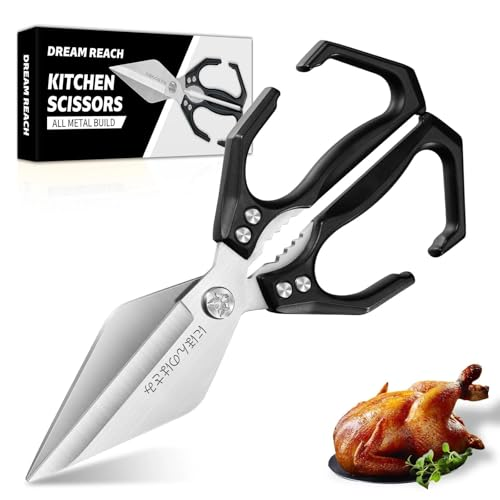 DREAM REACH
DREAM REACH
KITCHEN
SCISSORS
ALL METAL BUILD